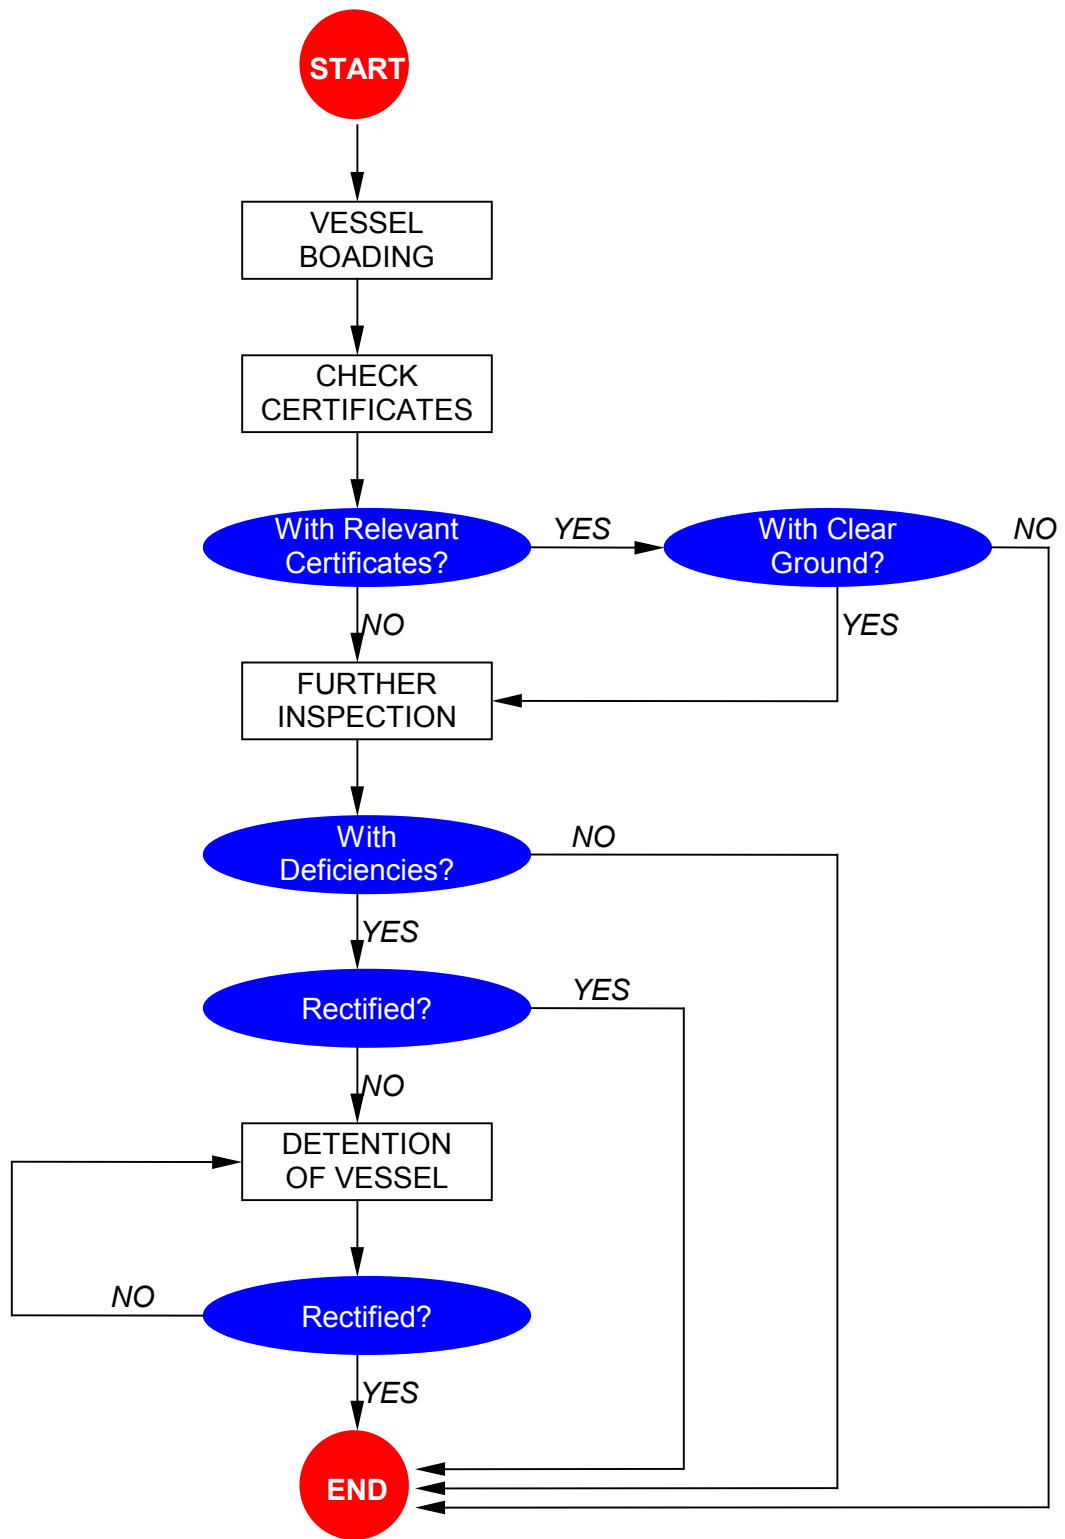 START
VESSEL
BOADING
CHECK
CERTIFICATES
With Relevant
Certificates?
YES
With Clear
Ground?
NO
NO
YES
FURTHER
INSPECTION
With
Deficiencies?
NO
YES
Rectified?
YES
NO
DETENTION
OF VESSEL
NO
Rectified?
YES
END